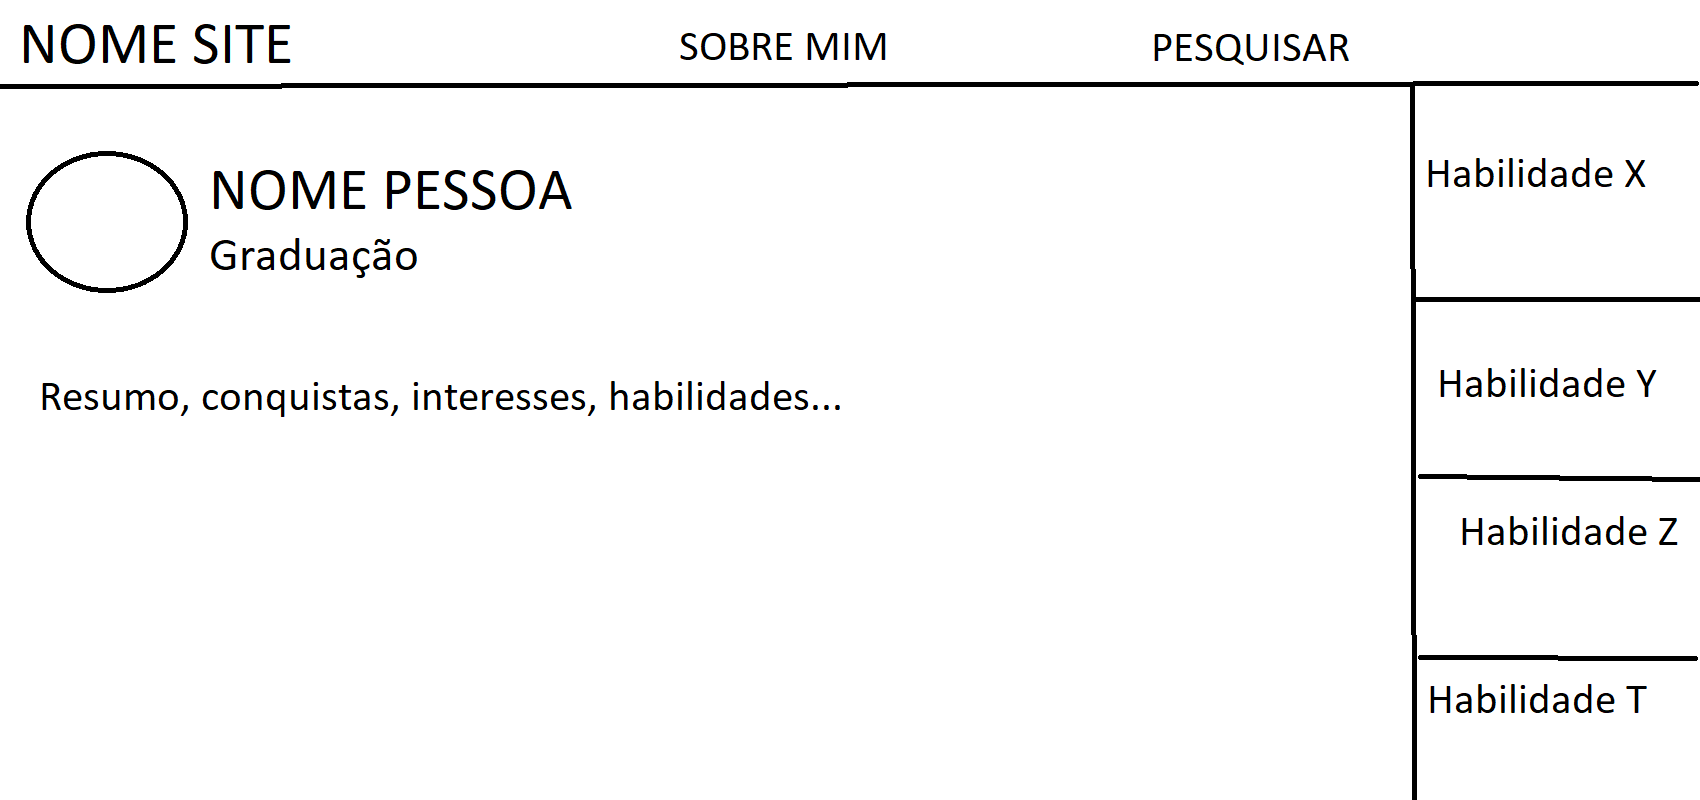 NOME SITE
SOBRE MIM
PESQUISAR
NOME PESSOA
Graduação
Resumo, conquistas, interesses, habilidades...
Habilidade X
Habilidade Y
Habilidade Z
Habilidade T